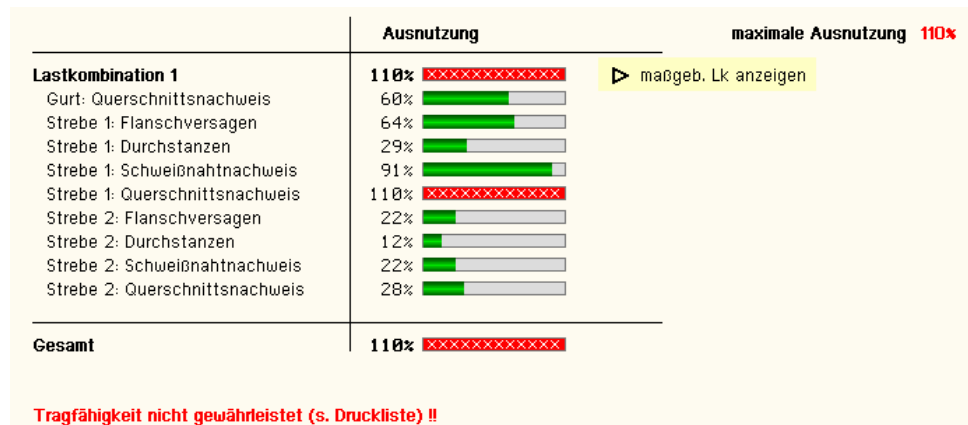 Ausnutzung maximale Ausnutzung 110%
Lastkombination 1 110% maßgeb. Lk anzeigen
Gurt: Querschnittsnachweis 60%
Strebe 1: Flanschversagen 64%
Strebe 1: Durchstanzen 29%
Strebe 1: Schweißnahtnachweis 91%
Strebe 1: Querschnittsnachweis 110%
Strebe 2: Flanschversagen 22%
Strebe 2: Durchstanzen 12%
Strebe 2: Schweißnahtnachweis 22%
Strebe 2: Querschnittsnachweis 28%
Gesamt 110%
Tragfähigkeit nicht gewährleistet (s. Druckliste) !!